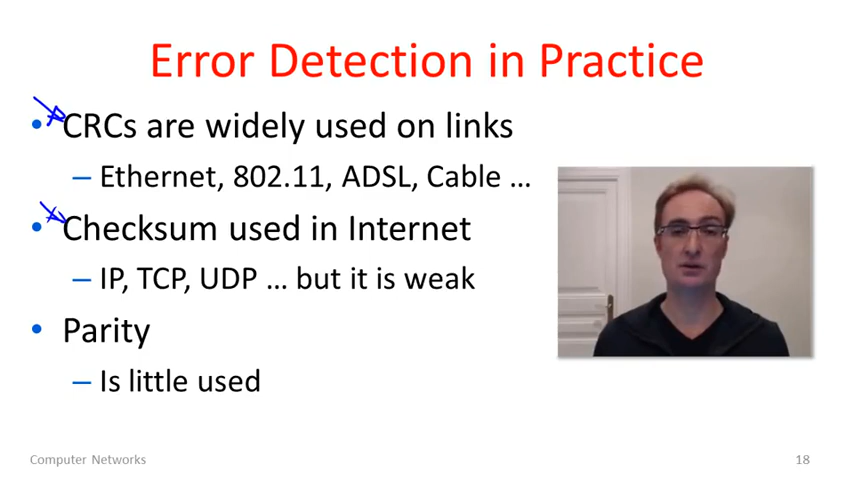 Error Detection in Practice
• CRCs are widely used on links
– Ethernet, 802.11, ADSL, Cable …
• Checksum used in Internet
– IP, TCP, UDP … but it is weak
• Parity
– Is little used
Computer Networks
18